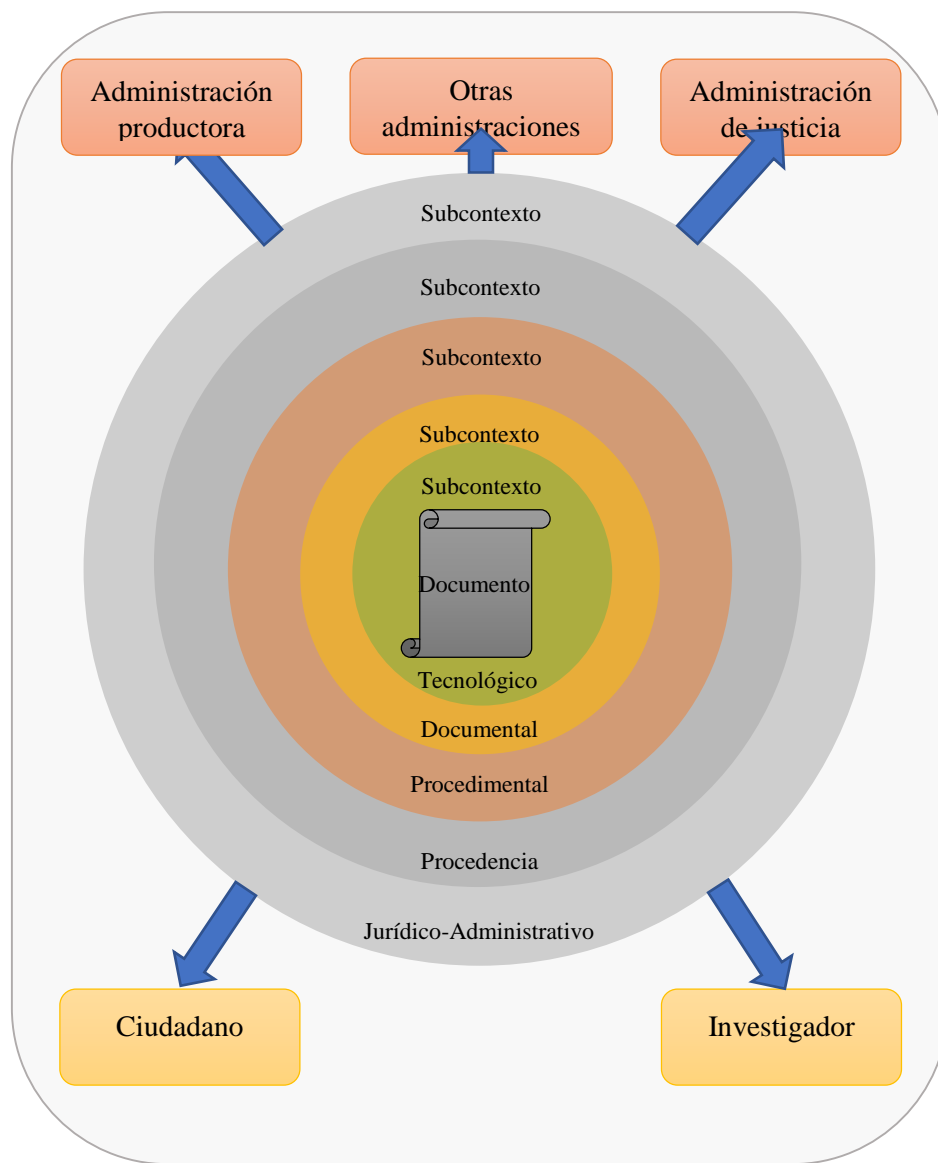 Administración
productora
Otras
administraciones
Administración
de justicia
Subcontexto
Subcontexto
Subcontexto
Subcontexto
Subcontexto
Documento
Tecnológico
Documental
Procedimental
Procedencia
Jurídico-Administrativo
Ciudadano
Investigador